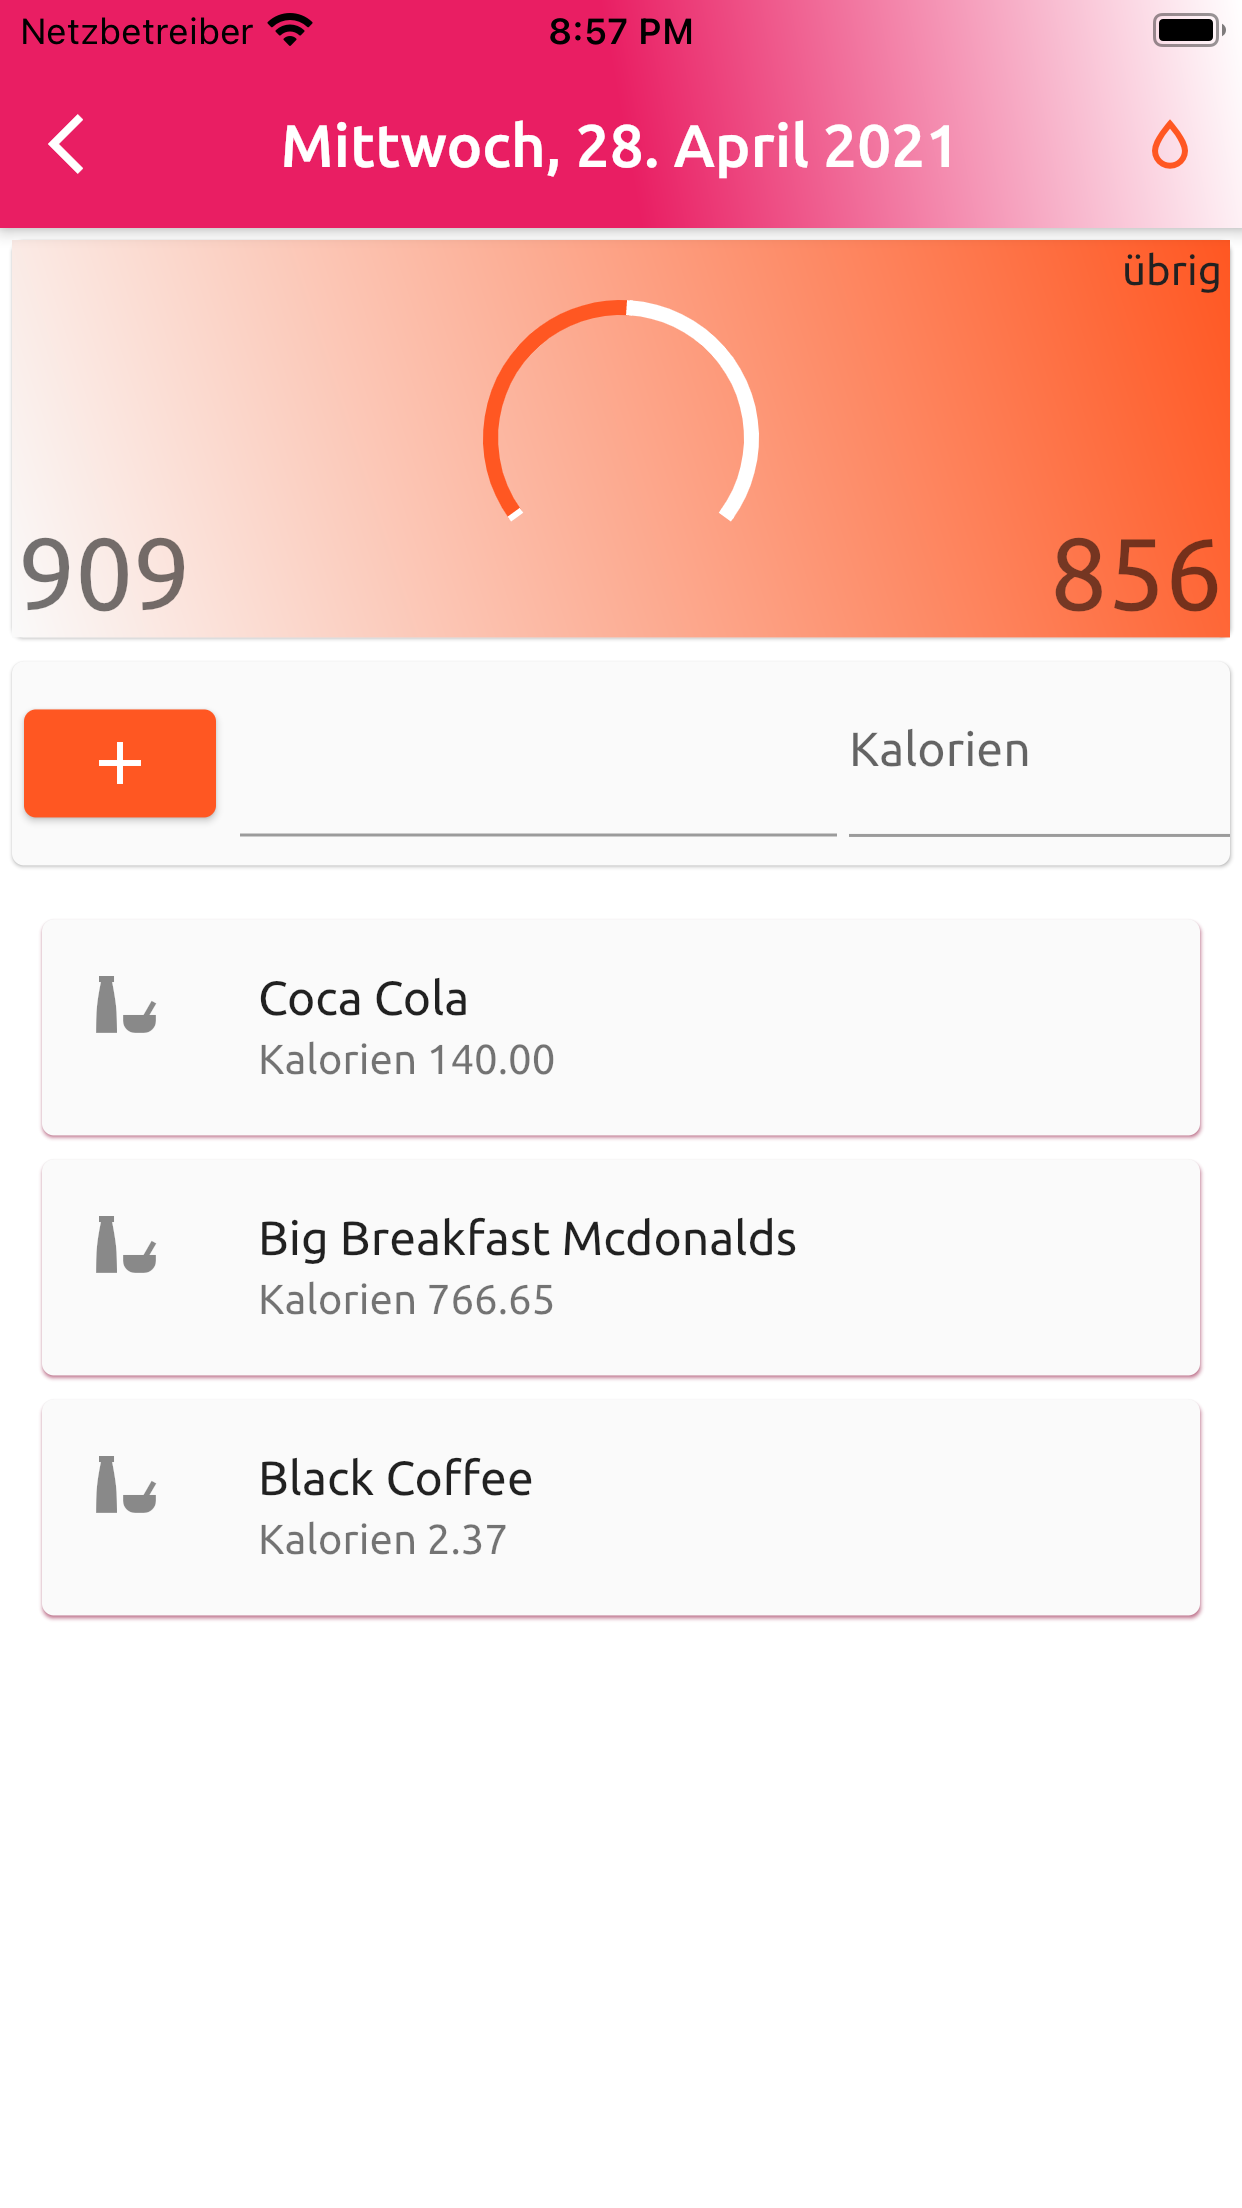 Netzbetreiber 8:57 PM
Mittwoch, 28. April 2021
übrig
909 856
Kalorien
Coca Cola
Kalorien 140.00
Big Breakfast Mcdonalds
Kalorien 766.65
Black Coffee
Kalorien 2.37